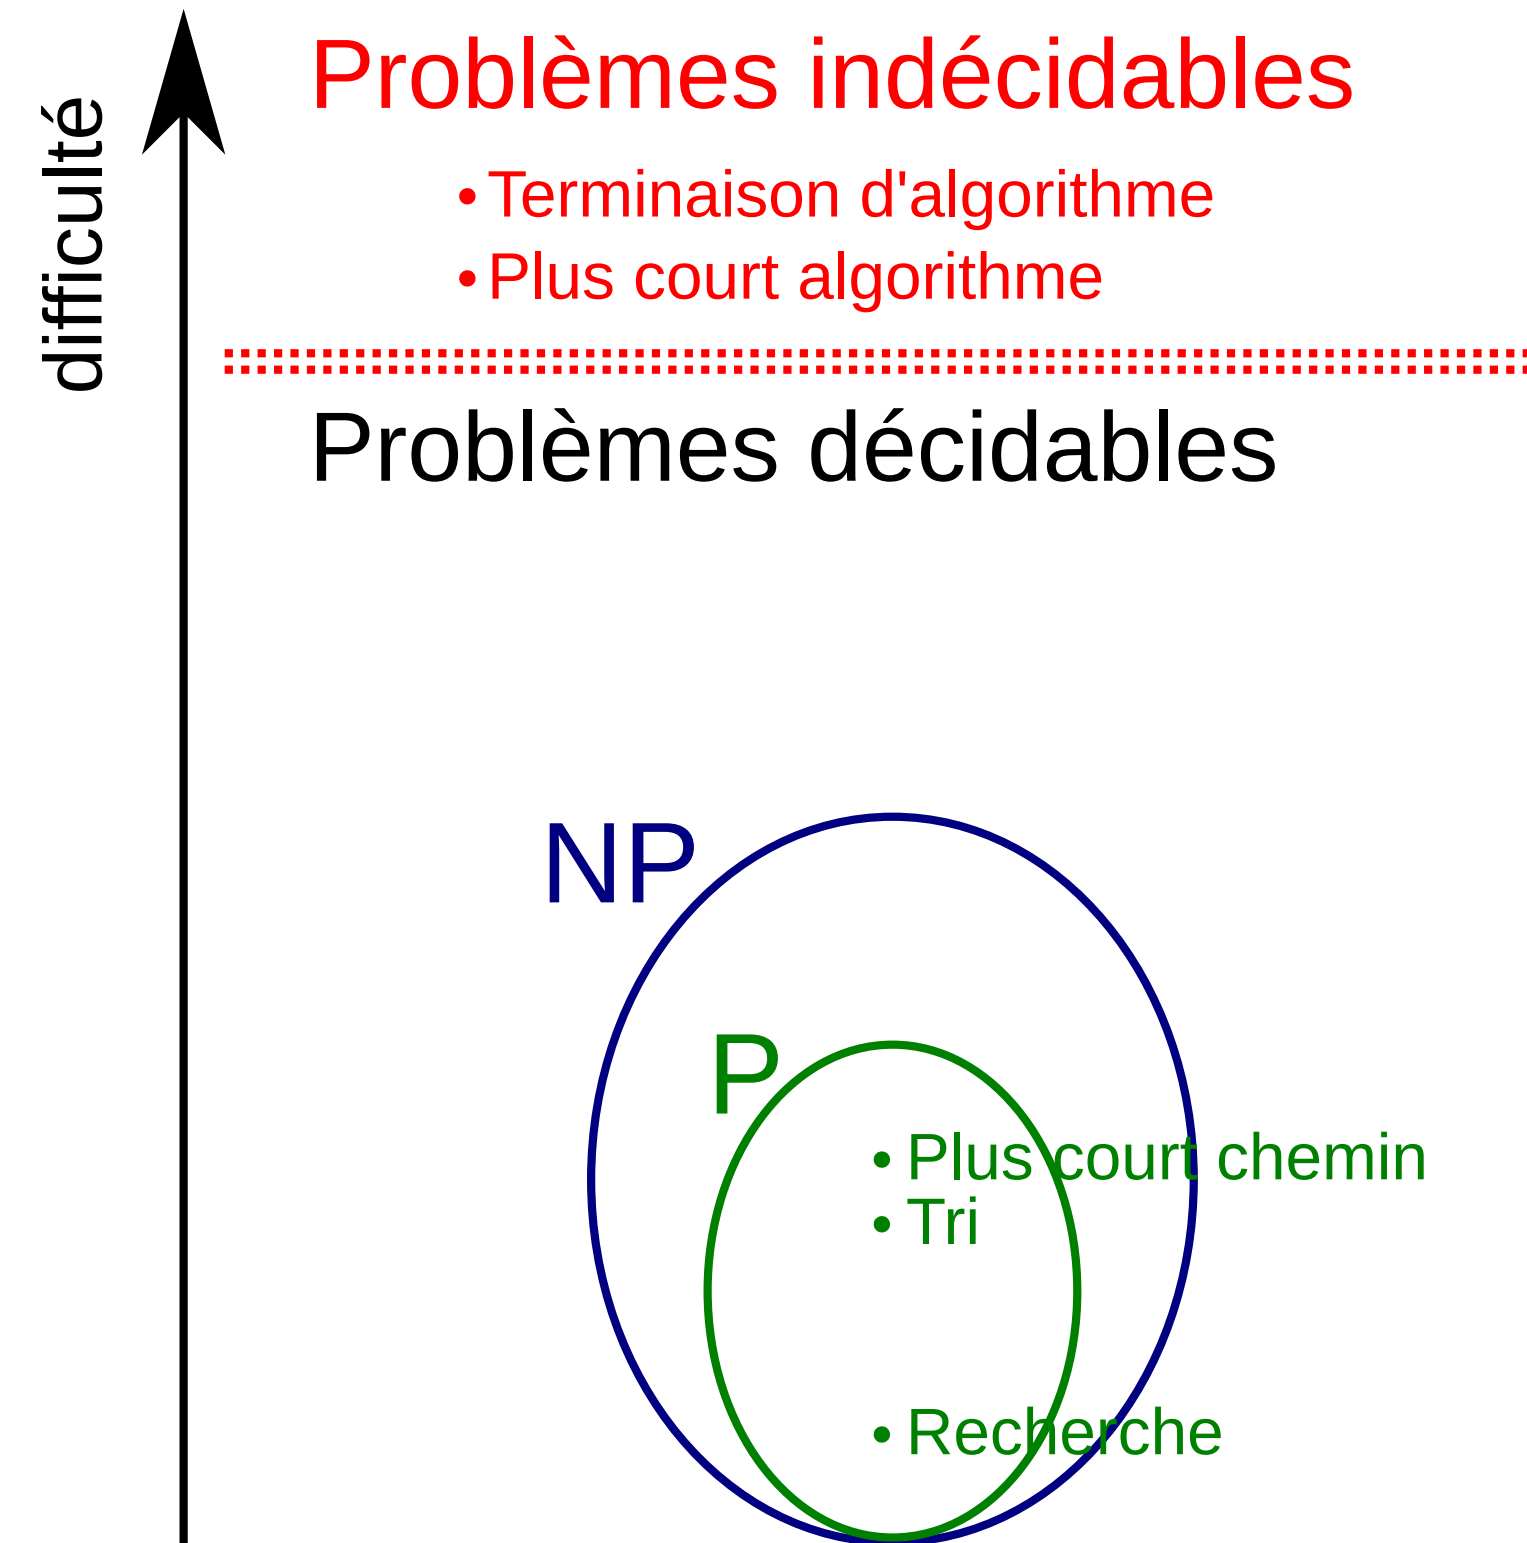 difficulté
Problèmes indécidables
• Terminaison d'algorithme
• Plus court algorithme
Problèmes décidables
NP
P
• Plus court chemin
• Tri
• Recherche